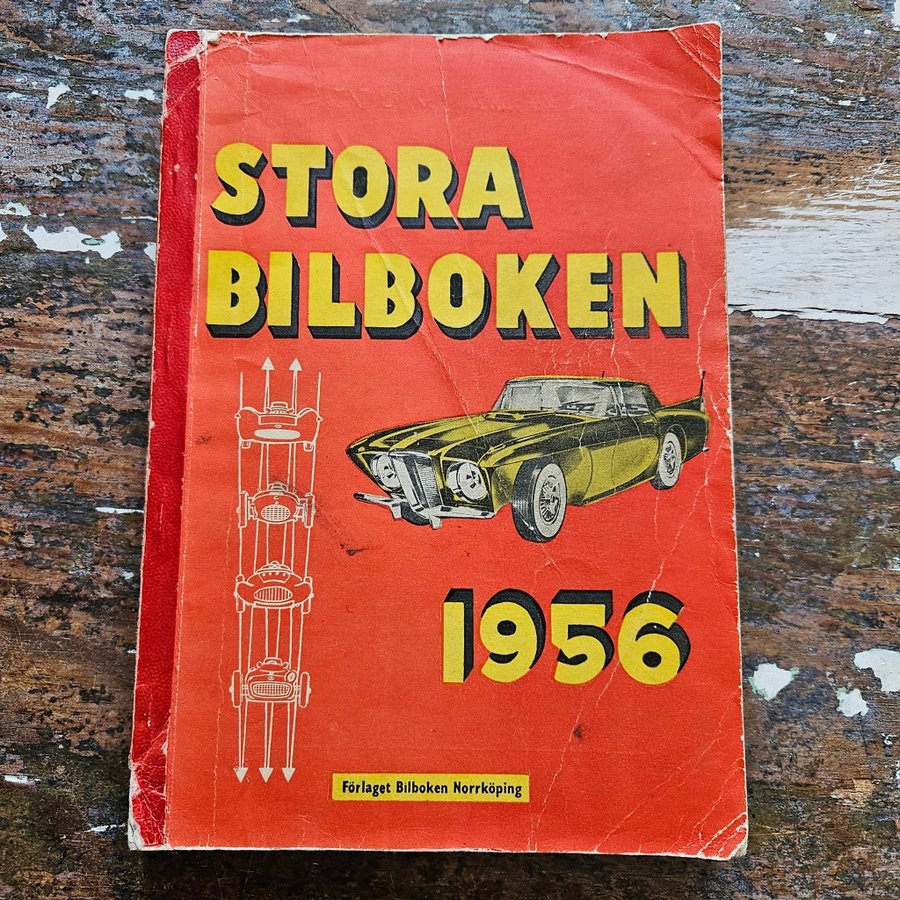 STORA
BILBOKEN
1956
Förlaget Bilboken Norrköping